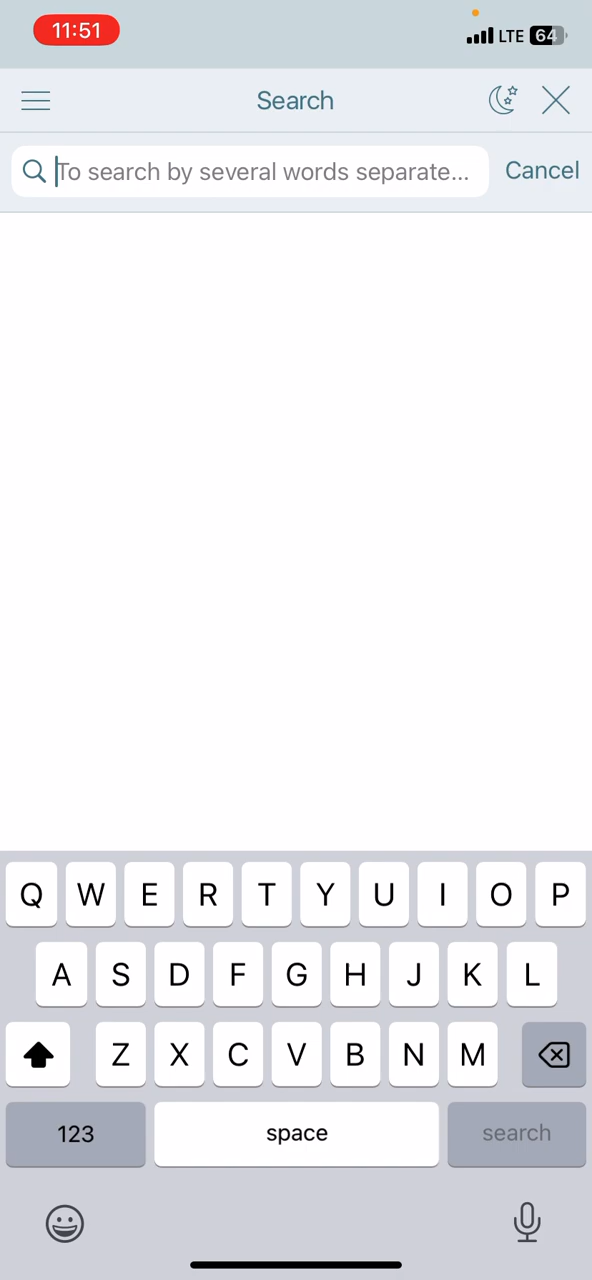 11:51
LTE 64
Search
To search by several words separate...
Cancel
Q W E R T Y U I O P
A S D F G H J K L
Z X C V B N M
123 space search